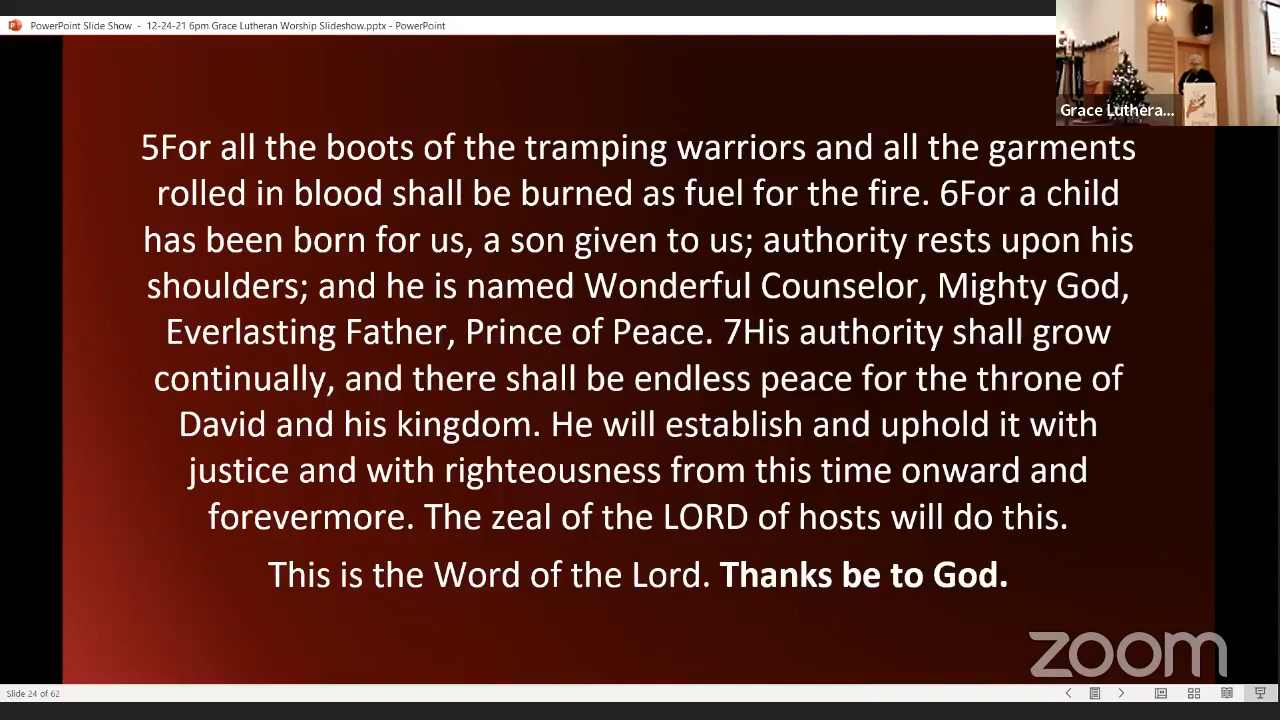 PowerPoint Slide Show - 12-24-21 6pm Grace Lutheran Worship Slideshow.pptx - PowerPoint
Grace Luthera...
5For all the boots of the tramping warriors and all the garments
rolled in blood shall be burned as fuel for the fire. 6For a child
has been born for us, a son given to us; authority rests upon his
shoulders; and he is named Wonderful Counselor, Mighty God,
Everlasting Father, Prince of Peace. 7His authority shall grow
continually, and there shall be endless peace for the throne of
David and his kingdom. He will establish and uphold it with
justice and with righteousness from this time onward and
forevermore. The zeal of the LORD of hosts will do this.
This is the Word of the Lord. Thanks be to God.
zoom
Slide 24 of 62